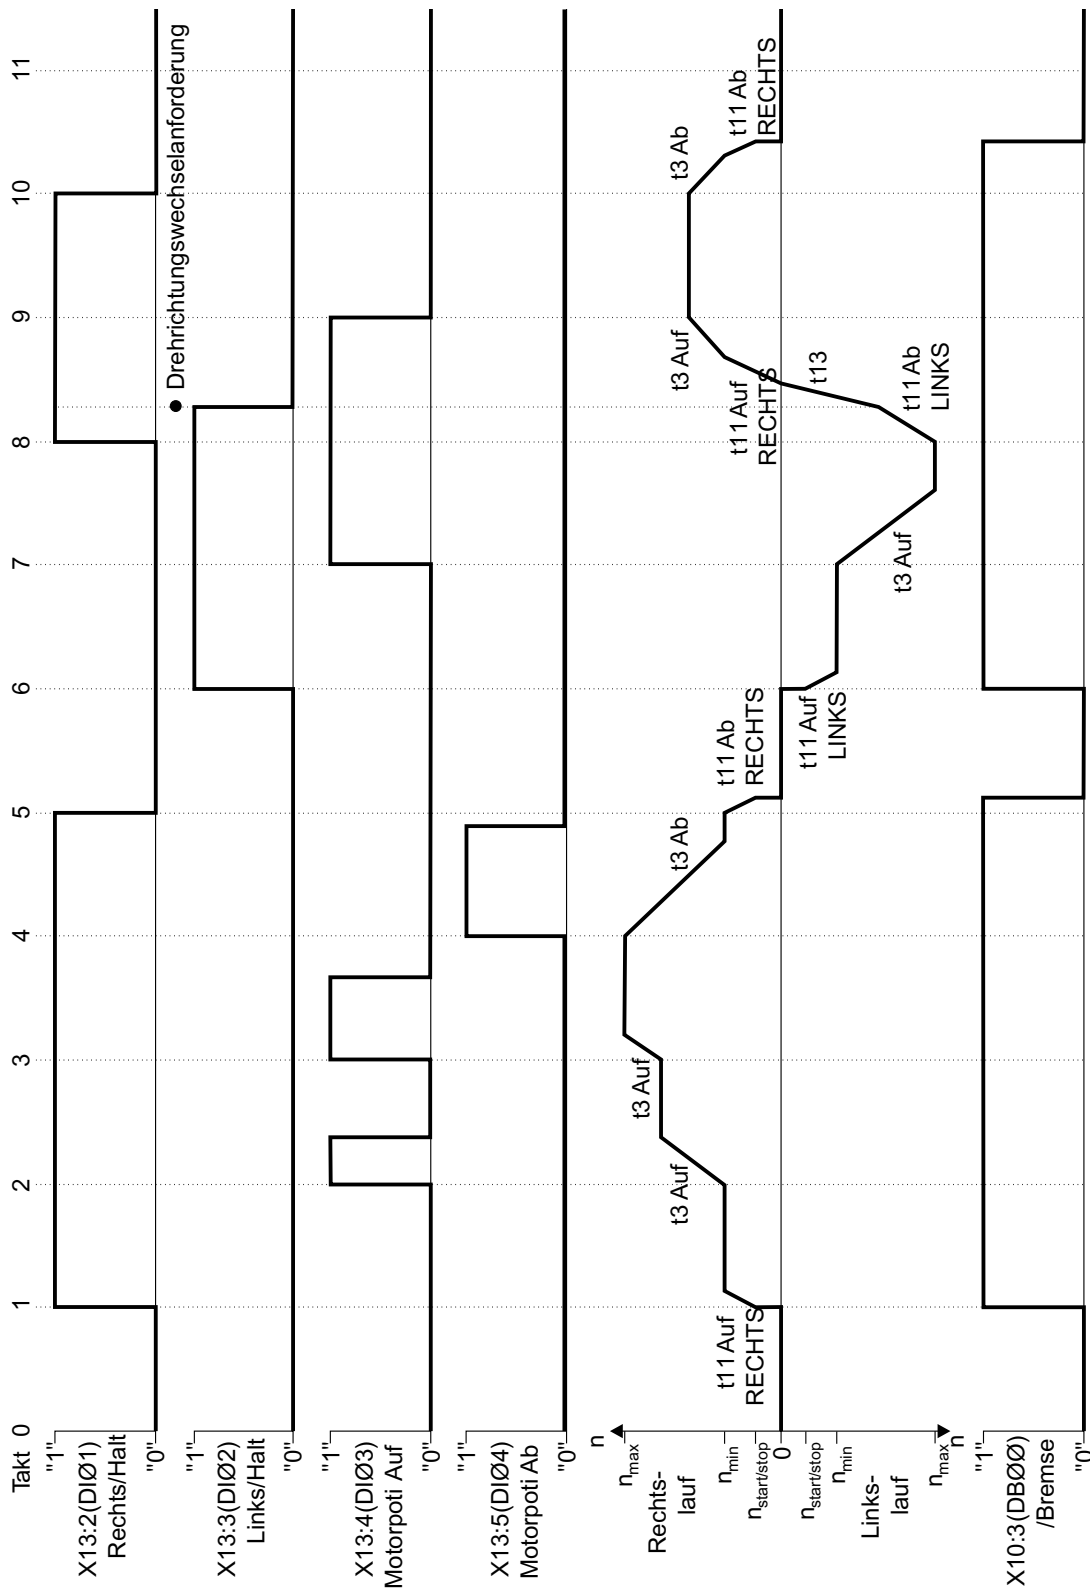 Takt 0 1 2 3 4 5 6 7 8 9 10 11
"1"
X13:2(DIØ1)
Rechts/Halt
"0"
Drehrichtungswechselanforderung
"1"
X13:3(DIØ2)
Links/Halt
"0"
"1"
X13:4(DIØ3)
Motorpoti Auf
"0"
"1"
X13:5(DIØ4)
Motorpoti Ab
"0"
n
nmax
Rechts-
lauf
nmin
nstart/stop
0
nstart/stop
nmin
Links-
lauf
nmax
n
t11 Auf
RECHTS
t3 Auf
t3 Auf
t3 Ab
t11 Ab
RECHTS
t11 Auf
LINKS
t3 Auf
t11 Ab
LINKS
t13
t11 Auf
RECHTS
t3 Auf
t3 Ab
t11 Ab
RECHTS
"1"
X10:3(DBØØ)
/Bremse
"0"